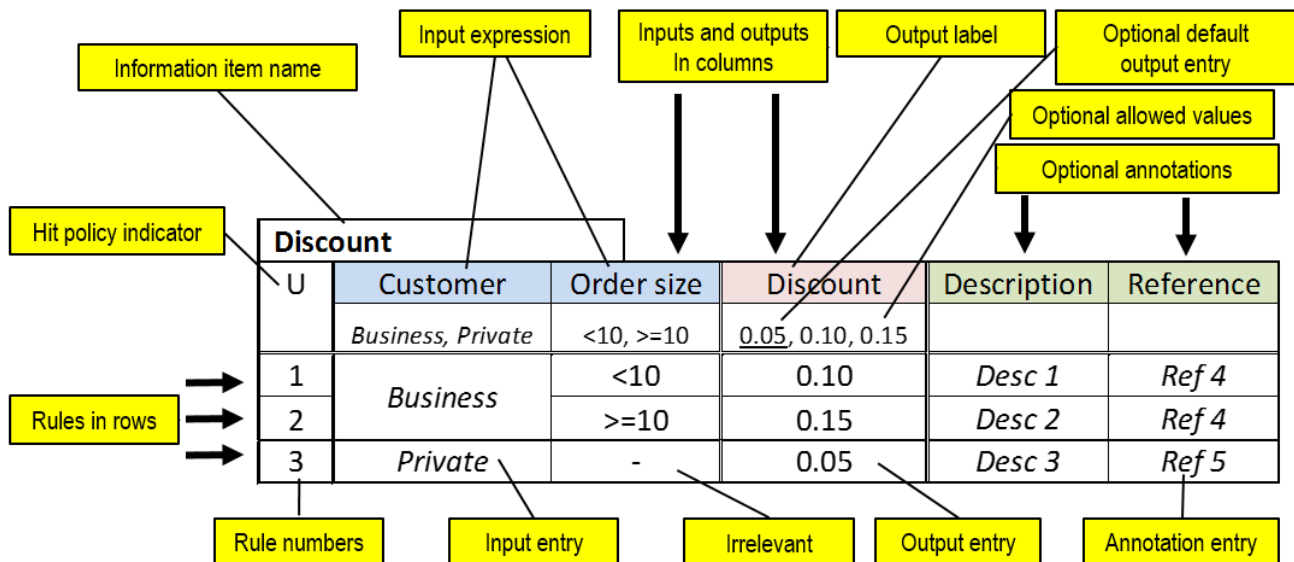 Input expression
Inputs and outputs
In columns
Output label
Optional default
output entry
Information item name
Optional allowed values
Optional annotations
Hit policy indicator
Discount
U Customer Order size Discount Description Reference
Business, Private <10, >=10 0.05, 0.10, 0.15
Rules in rows
1 Business <10 0.10 Desc 1 Ref 4
2 >=10 0.15 Desc 2 Ref 4
3 Private - 0.05 Desc 3 Ref 5
Rule numbers Input entry Irrelevant Output entry Annotation entry